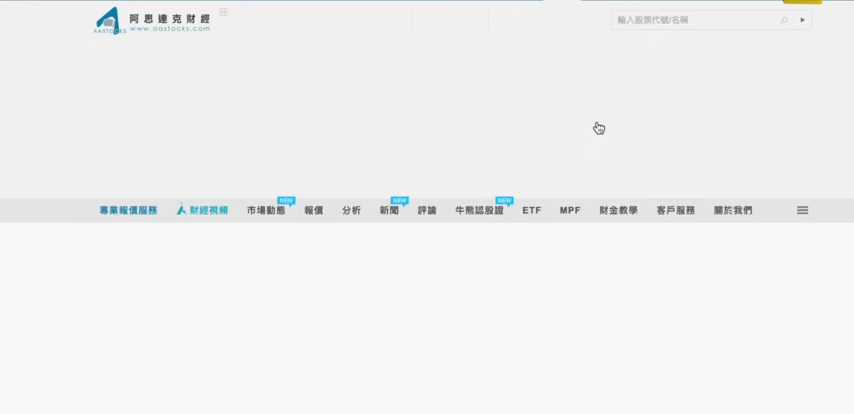 阿思達克財經
AASTOCKS www.aastocks.com
輸入股票代號/名稱
NEW NEW NEW
專業報價服務 財經視頻 市場動態 報價 分析 新聞 評論 牛熊認股證 ETF MPF 財金教學 客戶服務 關於我們